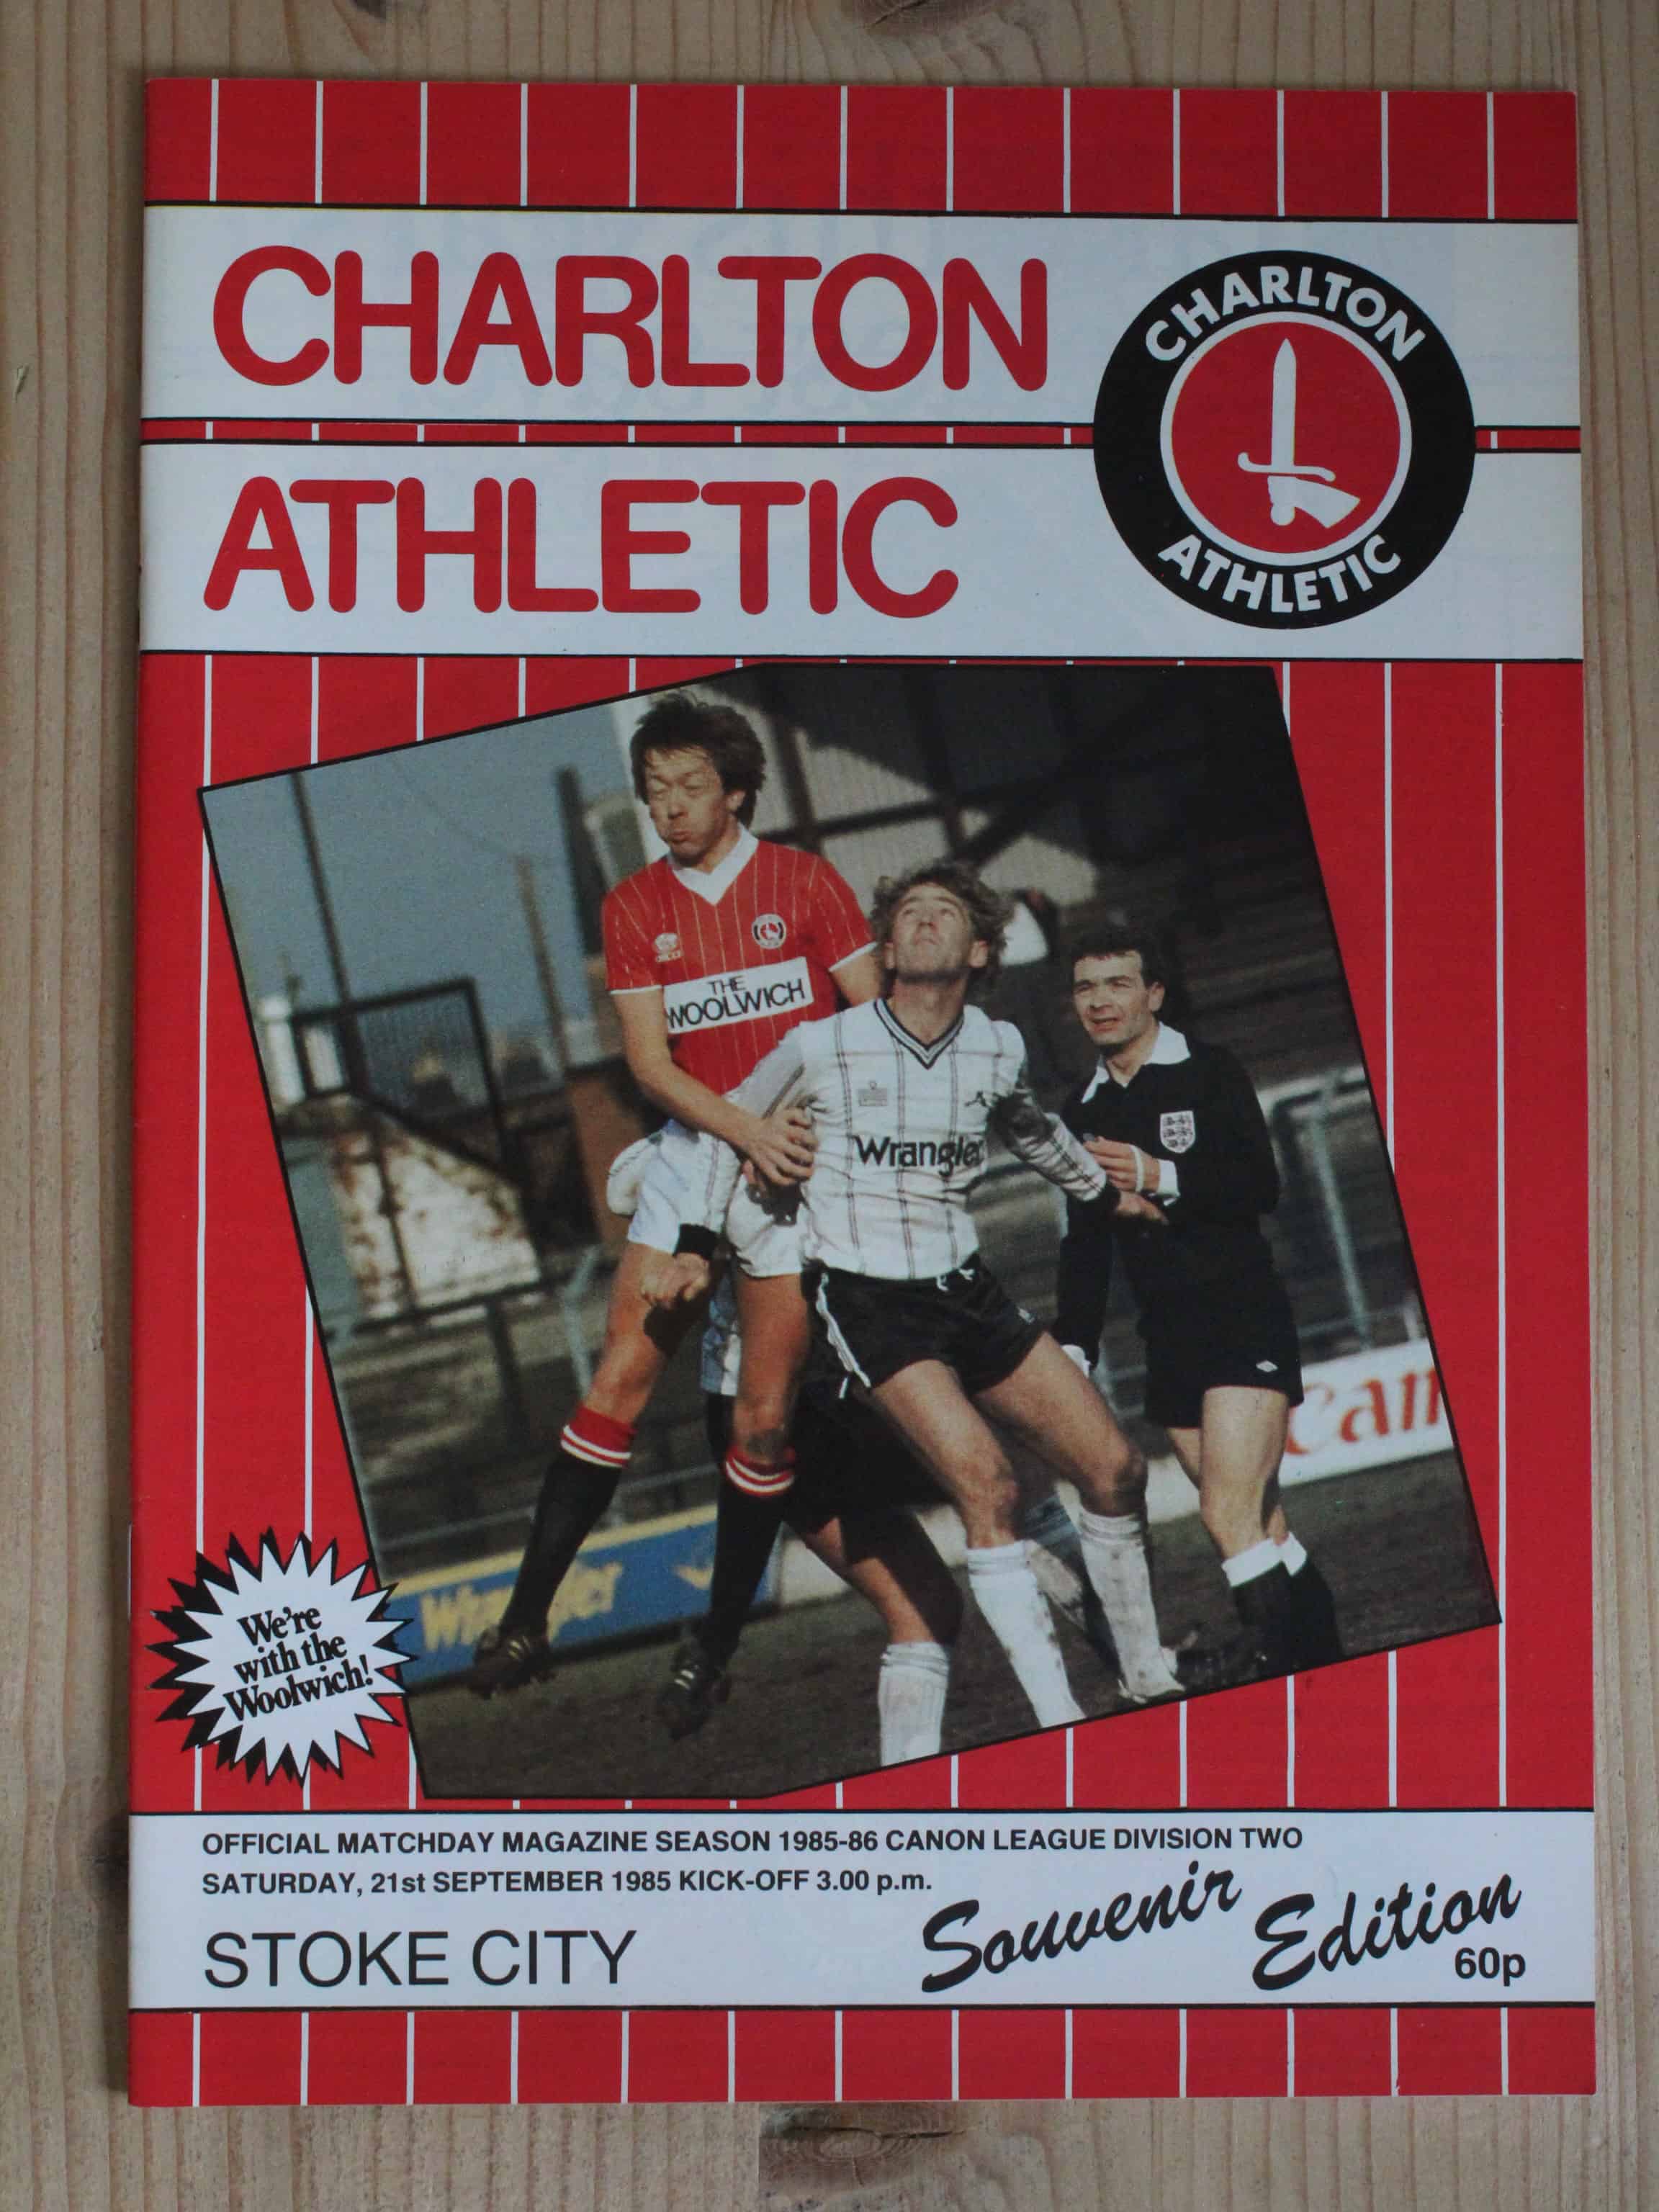 CHARLTON
ATHLETIC
CHARLTON
ATHLETIC
THE
WOOLWICH
Wrangler
Wrangler
We're
with the
Woolwich!
OFFICIAL MATCHDAY MAGAZINE SEASON 1985-86 CANON LEAGUE DIVISION TWO
SATURDAY, 21st SEPTEMBER 1985 KICK-OFF 3.00 p.m.
STOKE CITY
Souvenir Edition
60p